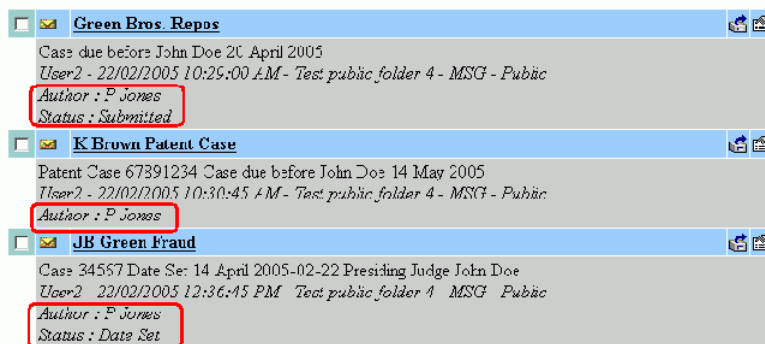 Green Bros. Repos
Case due before John Doe 20 April 2005
User2 - 22/02/2005 10:29:00 AM - Test public folder 4 - MSG - Public
Author : P Jones
Status : Submitted
K Brown Patent Case
Patent Case 67891234 Case due before John Doe 14 May 2005
User2 - 22/02/2005 10:30:45 AM - Test public folder 4 - MSG - Public
Author : P Jones
JB Green Fraud
Case 34567 Date Set 14 April 2005-02-22 Presiding Judge John Doe
User2 - 22/02/2005 12:36:45 PM - Test public folder 4 - MSG - Public
Author : P Jones
Status : Date Set